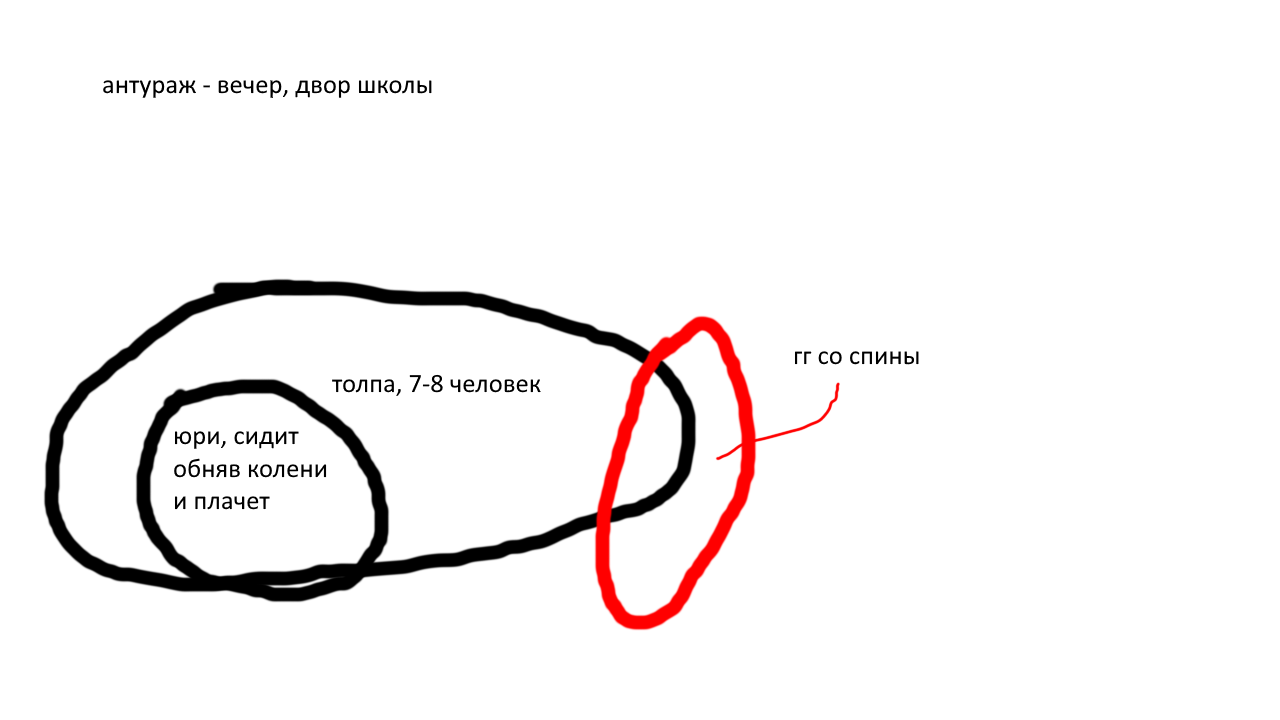 антураж - вечер, двор школы
гг со спины
толпа, 7-8 человек
юри, сидит
обняв колени
и плачет